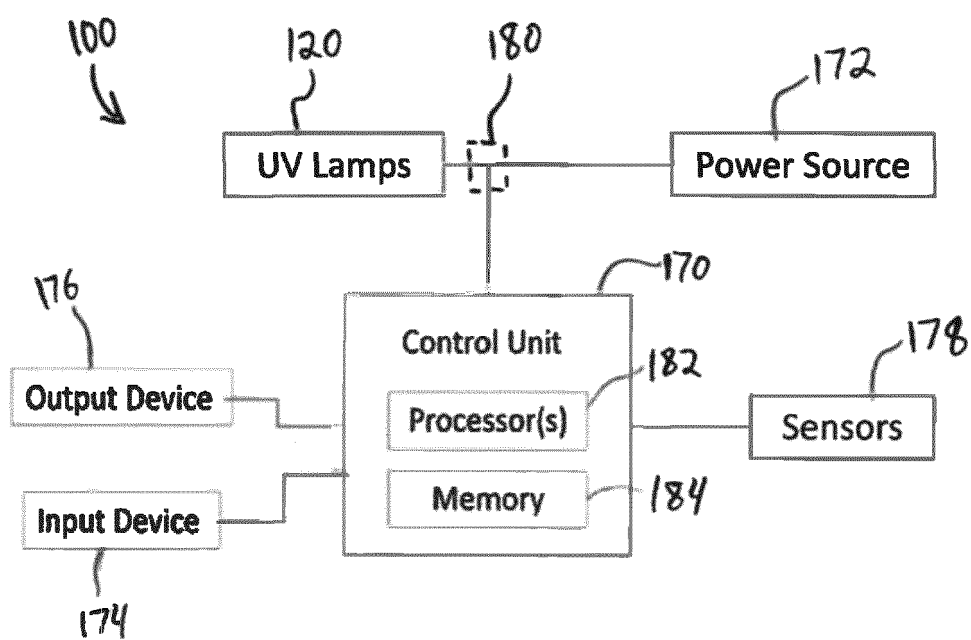 100
120
180
172
UV Lamps
Power Source
170
176
Control Unit
178
182
Output Device
Processor(s)
Sensors
Memory
184
Input Device
174